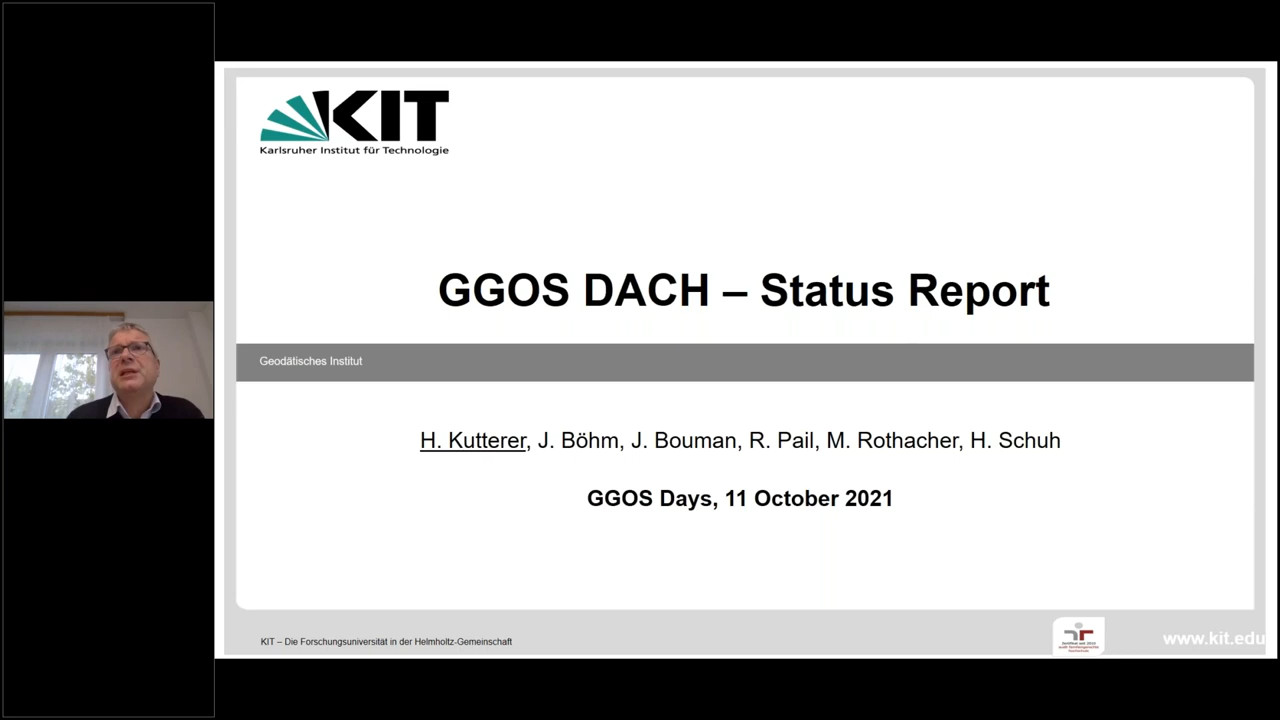 KIT
Karlsruher Institut für Technologie
GGOS DACH – Status Report
Geodätisches Institut
H. Kutterer, J. Böhm, J. Bouman, R. Pail, M. Rothacher, H. Schuh
GGOS Days, 11 October 2021
KIT – Die Forschungsuniversität in der Helmholtz-Gemeinschaft
www.kit.edu